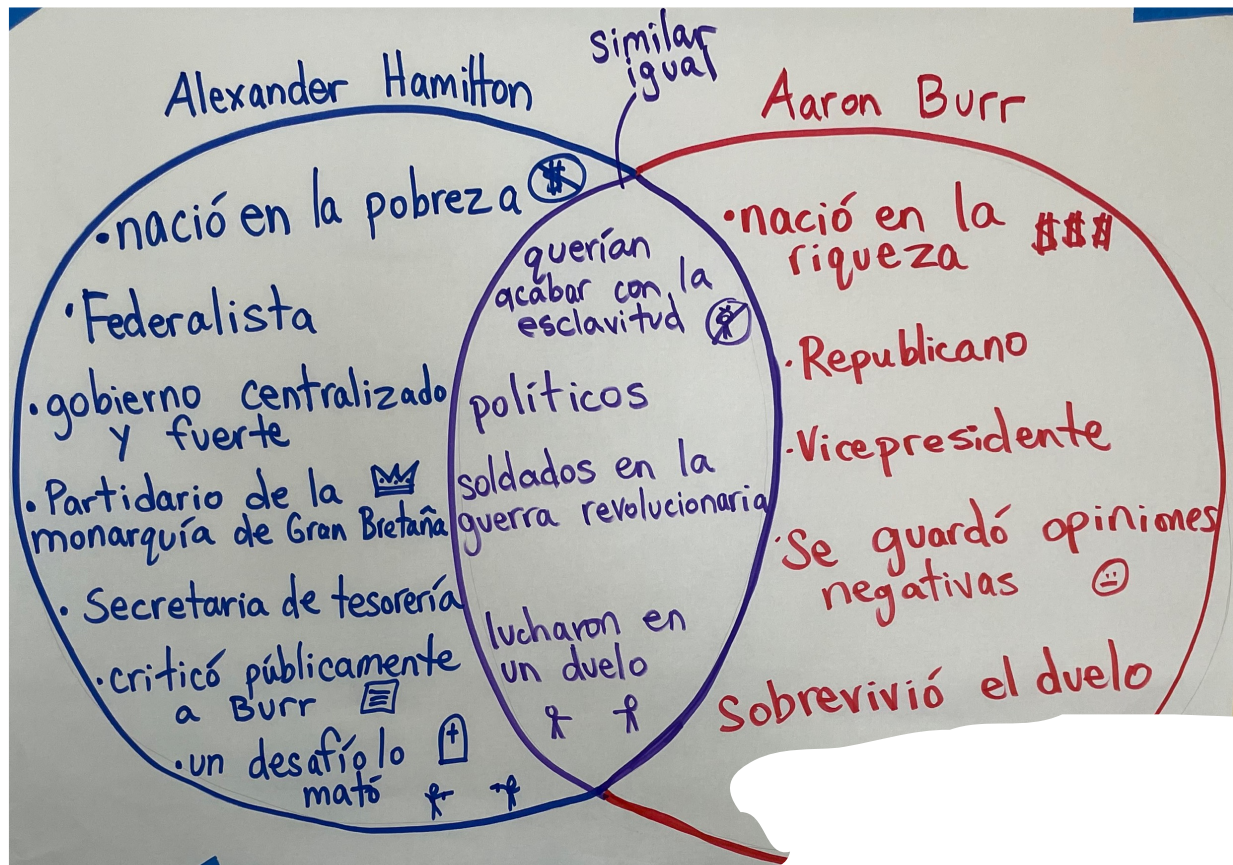 similar
igual
Alexander Hamilton
•nació en la pobreza
•Federalista
•gobierno centralizado
y fuerte
•Partidario de la
monarquía de Gran Bretaña
•Secretaria de tesorería
•criticó públicamente
a Burr
•un desafío lo
mató
querían
acabar con la
esclavitud
políticos
soldados en la
guerra revolucionaria
lucharon en
un duelo
Aaron Burr
•nació en la $$$
riqueza
•Republicano
•Vicepresidente
•Se guardó opiniones
negativas
Sobrevivió el duelo